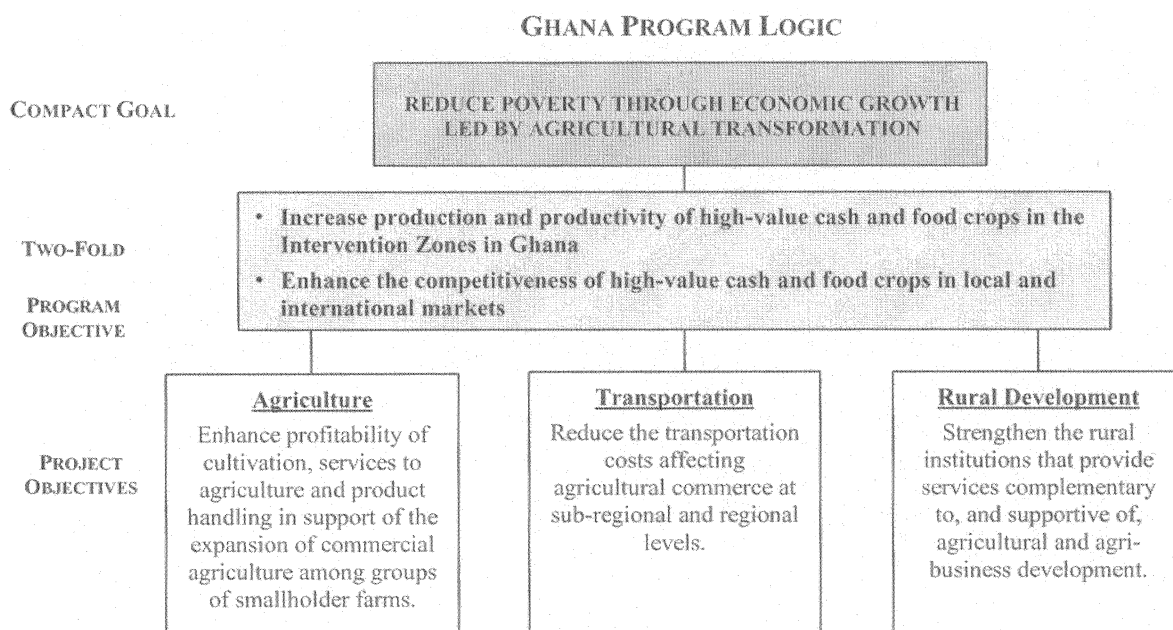 GHANA PROGRAM LOGIC
COMPACT GOAL
REDUCE POVERTY THROUGH ECONOMIC GROWTH
LED BY AGRICULTURAL TRANSFORMATION
TWO-FOLD
PROGRAM
OBJECTIVE
• Increase production and productivity of high-value cash and food crops in the
Intervention Zones in Ghana
• Enhance the competitiveness of high-value cash and food crops in local and
international markets
PROJECT
OBJECTIVES
Agriculture
Enhance profitability of
cultivation, services to
agriculture and product
handling in support of the
expansion of commercial
agriculture among groups
of smallholder farms.
Transportation
Reduce the transportation
costs affecting
agricultural commerce at
sub-regional and regional
levels.
Rural Development
Strengthen the rural
institutions that provide
services complementary
to, and supportive of,
agricultural and agri-
business development.